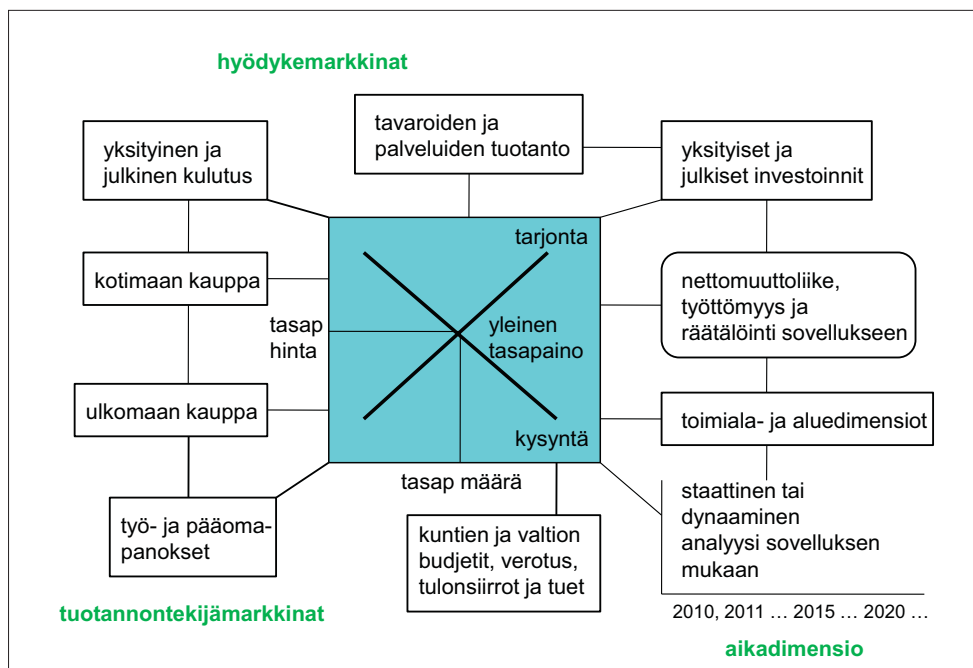 hyödykemarkkinat
tavaroiden ja
palveluiden tuotanto
yksityinen ja
julkinen kulutus
yksityiset ja
julkiset investoinnit
tarjonta
kotimaan kauppa
nettomuuttoliike,
työttömyys ja
räätälöinti sovellukseen
tasap
hinta
yleinen
tasapaino
ulkomaan kauppa
toimiala- ja aluedimensiot
kysyntä
tasap määrä
työ- ja pääoma-
panokset
kuntien ja valtion
budjetit, verotus,
tulonsiirrot ja tuet
staattinen tai
dynaaminen
analyysi sovelluksen
mukaan
2010, 2011 … 2015 … 2020 …
tuotannontekijämarkkinat
aikadimensio